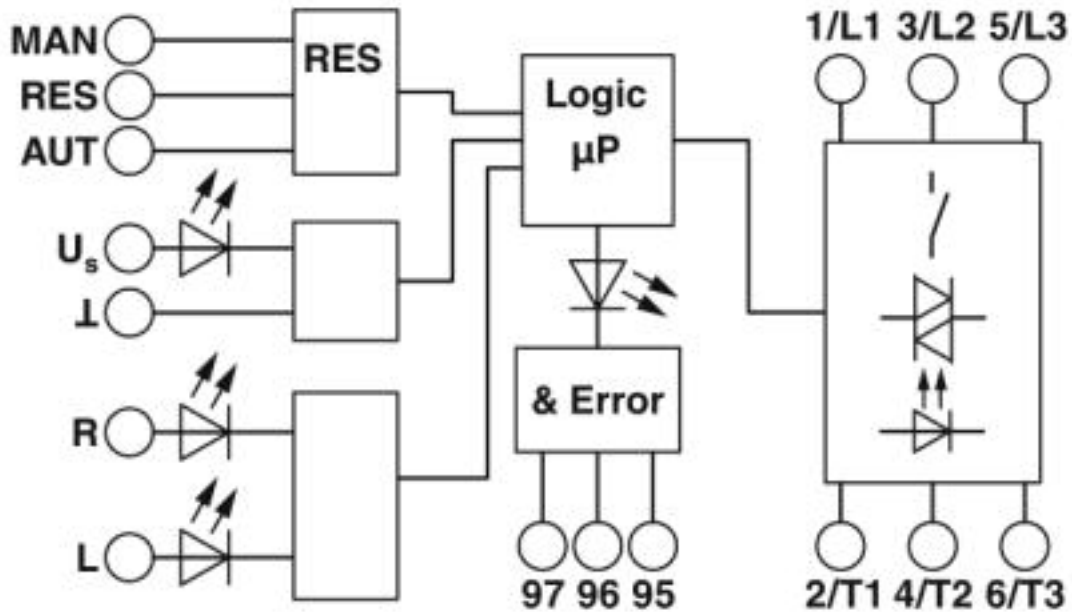 MAN
RES
AUT
RES
Us
⊥
R
L
Logic
µP
& Error
97 96 95
1/L1 3/L2 5/L3
2/T1 4/T2 6/T3